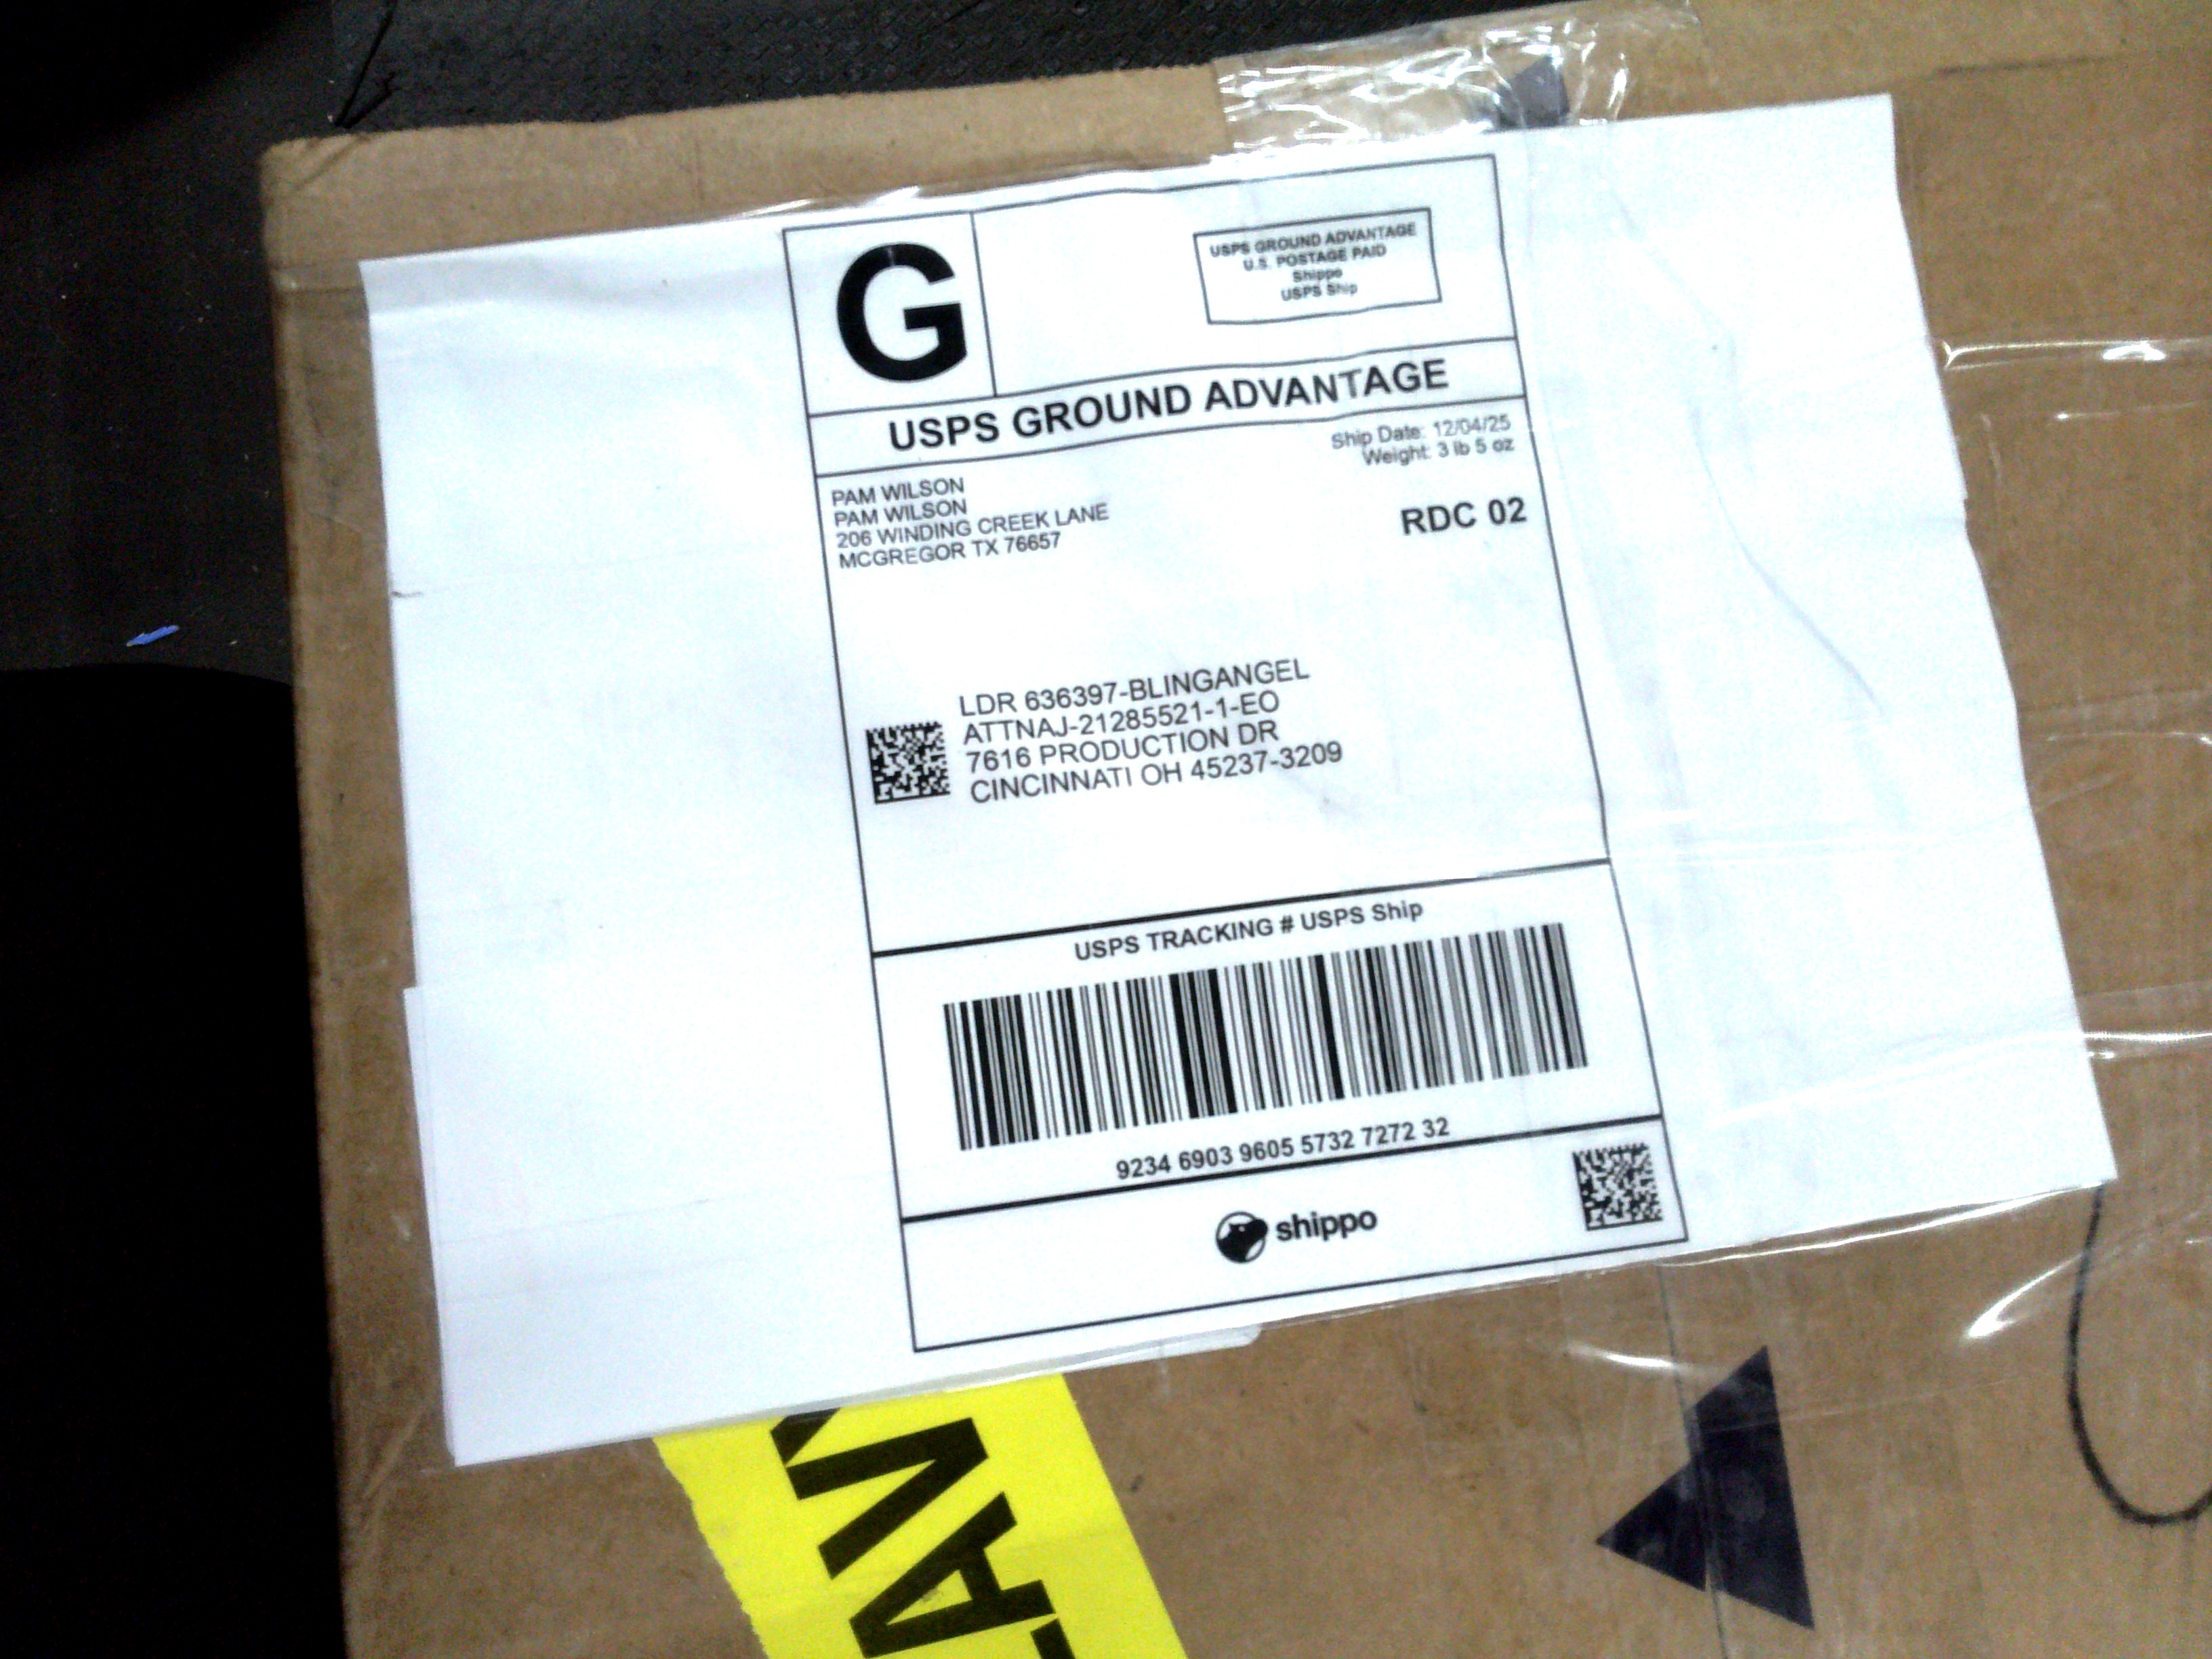 G
USPS GROUND ADVANTAGE
U.S. POSTAGE PAID
Shippo
USPS Ship
USPS GROUND ADVANTAGE
Ship Date: 12/04/25
Weight: 3 lb 5 oz
PAM WILSON
PAM WILSON
206 WINDING CREEK LANE
MCGREGOR TX 76657
RDC 02
LDR 636397-BLINGANGEL
ATTNAJ-21285521-1-EO
7616 PRODUCTION DR
CINCINNATI OH 45237-3209
USPS TRACKING # USPS Ship
9234 6903 9605 5732 7272 32
shippo